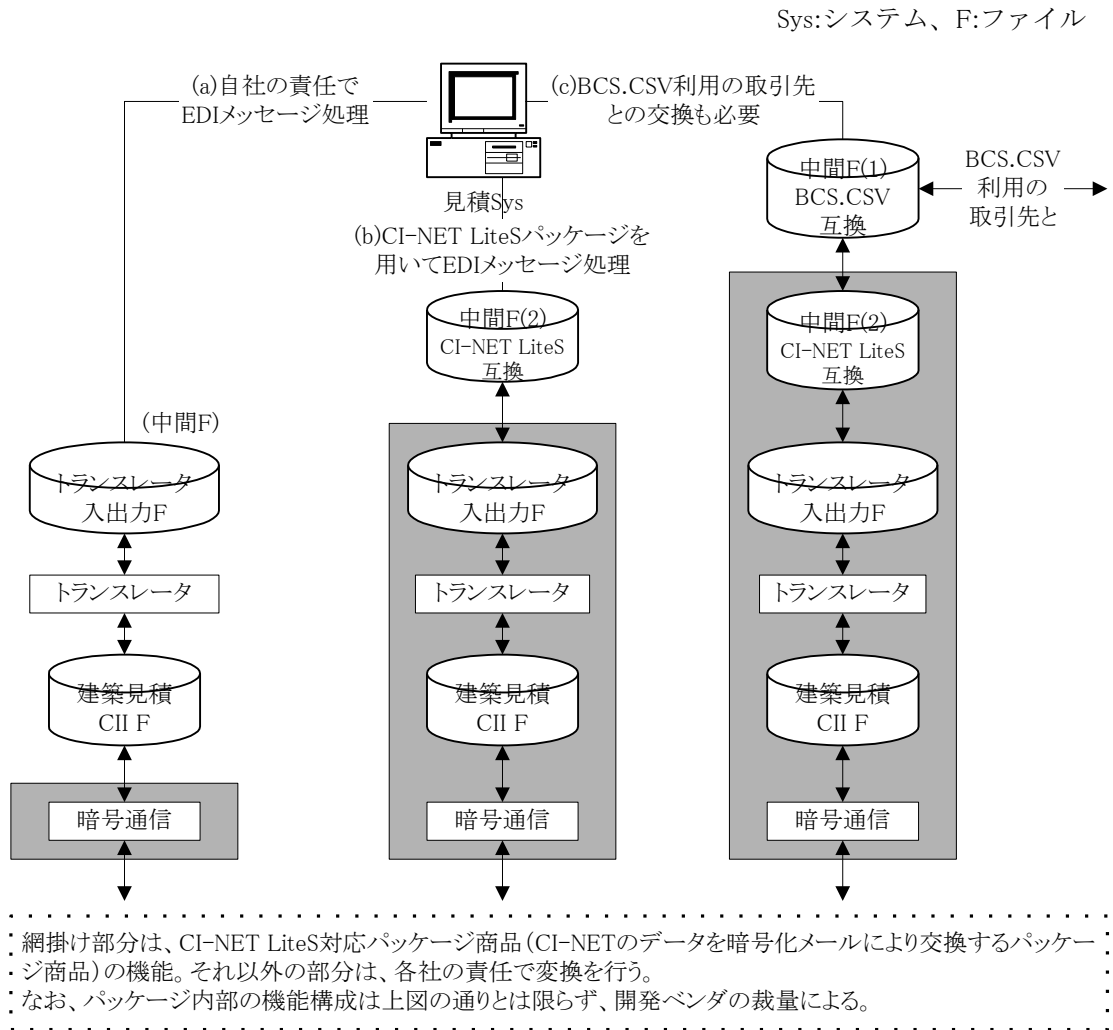 Sys:システム、F:ファイル
(a)自社の責任で
EDIメッセージ処理
(c)BCS.CSV利用の取引先
との交換も必要
見積Sys
(b)CI-NET LiteSパッケージを
用いてEDIメッセージ処理
中間F(1)
BCS.CSV
互換
BCS.CSV
利用の
取引先と
(中間F)
トランスレータ
入出力F
トランスレータ
建築見積
CII F
暗号通信
中間F(2)
CI-NET LiteS
互換
トランスレータ
入出力F
トランスレータ
建築見積
CII F
暗号通信
中間F(2)
CI-NET LiteS
互換
トランスレータ
入出力F
トランスレータ
建築見積
CII F
暗号通信
網掛け部分は、CI-NET LiteS対応パッケージ商品(CI-NETのデータを暗号化メールにより交換するパッケー
ジ商品)の機能。それ以外の部分は、各社の責任で変換を行う。
なお、パッケージ内部の機能構成は上図の通りとは限らず、開発ベンダの裁量による。